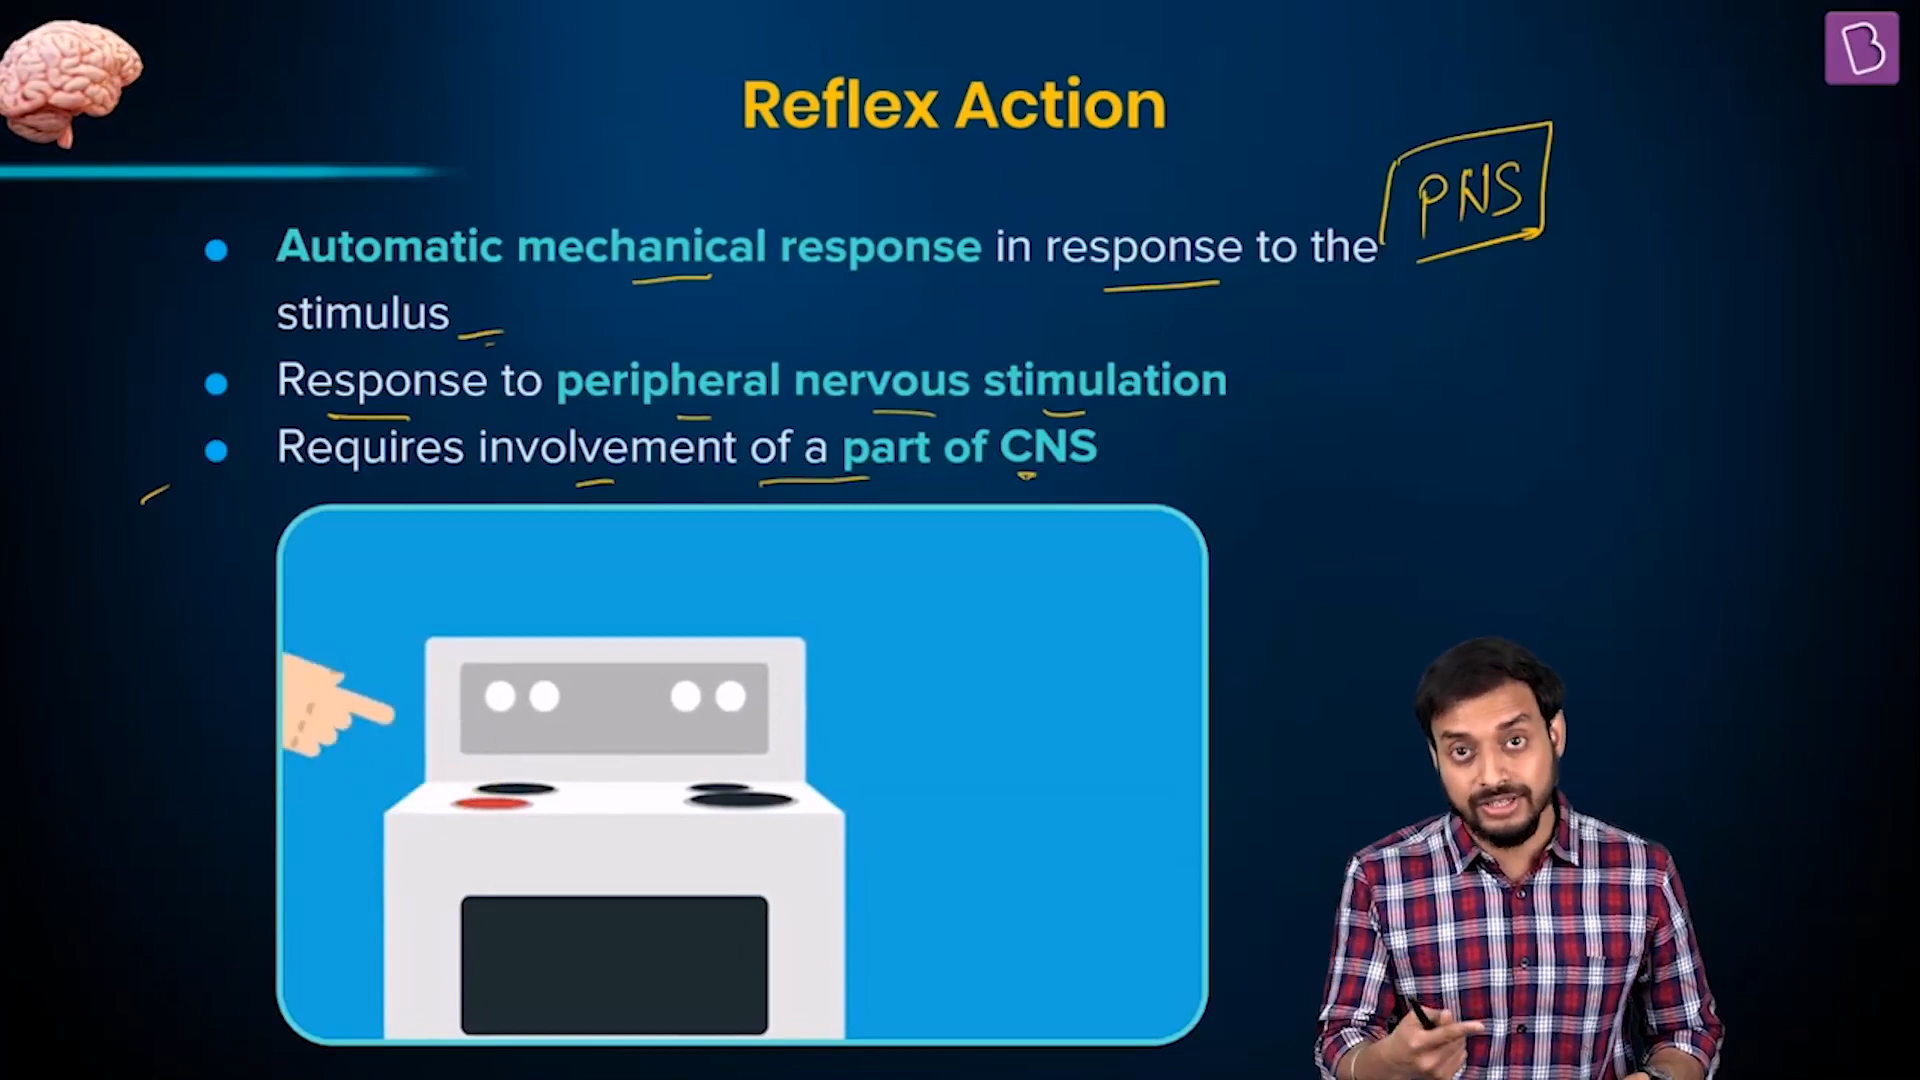 Reflex Action
PNS
Automatic mechanical response in response to the
stimulus
Response to peripheral nervous stimulation
Requires involvement of a part of CNS
B